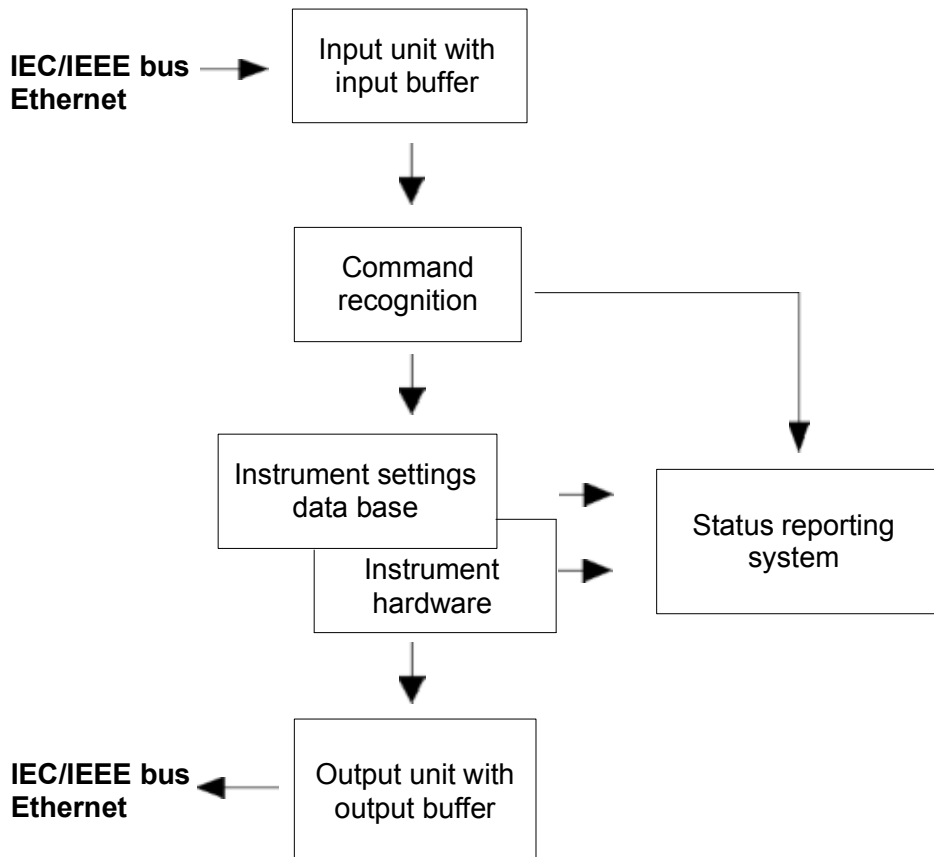 IEC/IEEE bus
Ethernet
Input unit with
input buffer
Command
recognition
Instrument settings
data base
Instrument
hardware
Status reporting
system
IEC/IEEE bus
Ethernet
Output unit with
output buffer